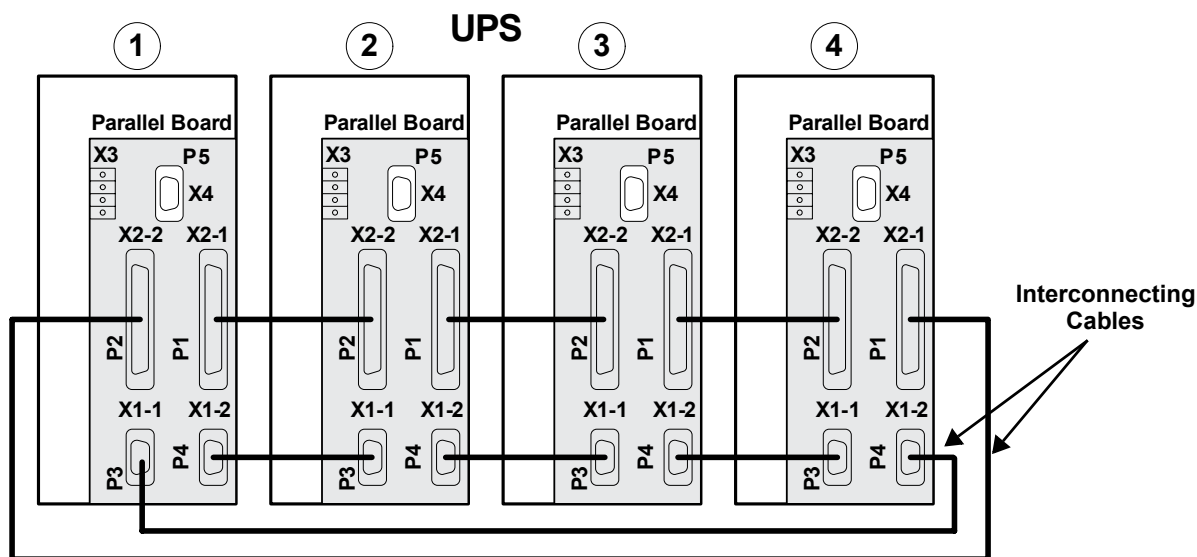 UPS
1 2 3 4
Parallel Board Parallel Board Parallel Board Parallel Board
X3 P5 X3 P5 X3 P5 X3 P5
X4 X4 X4 X4
X2-2 X2-1 X2-2 X2-1 X2-2 X2-1 X2-2 X2-1
Interconnecting
Cables
P2 P1 P2 P1 P2 P1 P2 P1
X1-1 X1-2 X1-1 X1-2 X1-1 X1-2 X1-1 X1-2
P3 P4 P3 P4 P3 P4 P3 P4